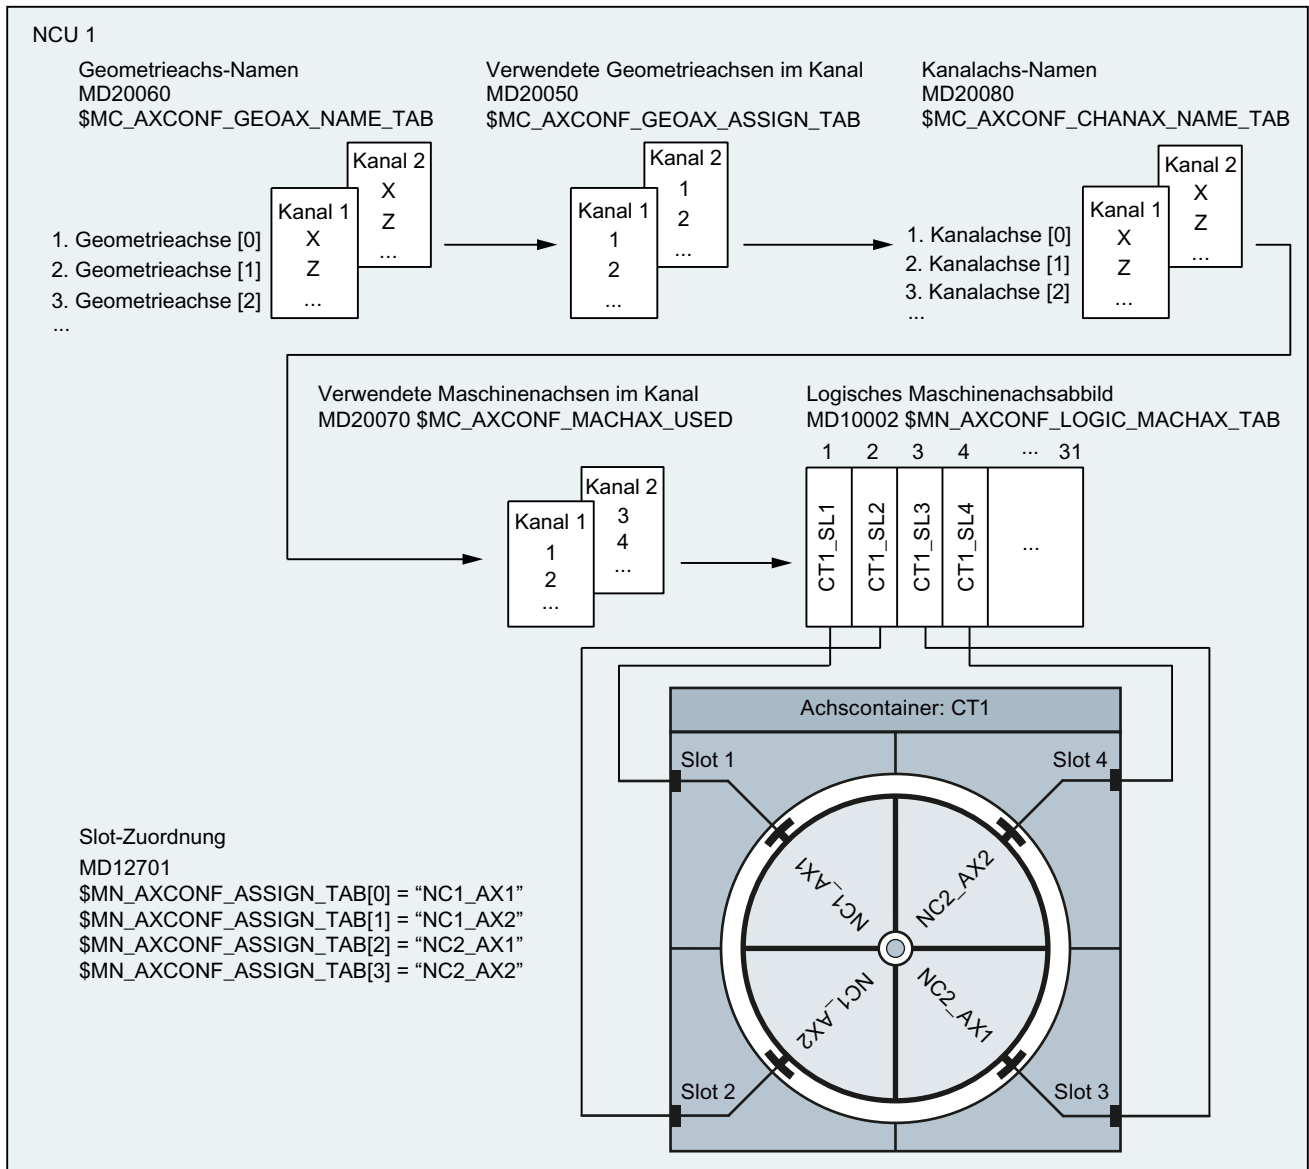 NCU 1
Geometrieachs-Namen
MD20060
$MC_AXCONF_GEOAX_NAME_TAB
Verwendete Geometrieachsen im Kanal
MD20050
$MC_AXCONF_GEOAX_ASSIGN_TAB
Kanalachs-Namen
MD20080
$MC_AXCONF_CHANAX_NAME_TAB
1. Geometrieachse [0]
2. Geometrieachse [1]
3. Geometrieachse [2]
...
Kanal 1
X
Z
...
Kanal 2
X
Z
...
Kanal 1
1
2
...
Kanal 2
1
2
...
1. Kanalachse [0]
2. Kanalachse [1]
3. Kanalachse [2]
...
Kanal 1
X
Z
...
Kanal 2
X
Z
...
Verwendete Maschinenachsen im Kanal
MD20070 $MC_AXCONF_MACHAX_USED
Kanal 1
1
2
...
Kanal 2
3
4
...
Logisches Maschinenachsabbild
MD10002 $MN_AXCONF_LOGIC_MACHAX_TAB
1 2 3 4 ... 31
CT1_SL1
CT1_SL2
CT1_SL3
CT1_SL4
...
Achscontainer: CT1
Slot 1
Slot 4
NC1_AX1
NC2_AX2
NC1_AX2
NC2_AX1
Slot 2
Slot 3
Slot-Zuordnung
MD12701
$MN_AXCONF_ASSIGN_TAB[0] = “NC1_AX1”
$MN_AXCONF_ASSIGN_TAB[1] = “NC1_AX2”
$MN_AXCONF_ASSIGN_TAB[2] = “NC2_AX1”
$MN_AXCONF_ASSIGN_TAB[3] = “NC2_AX2”